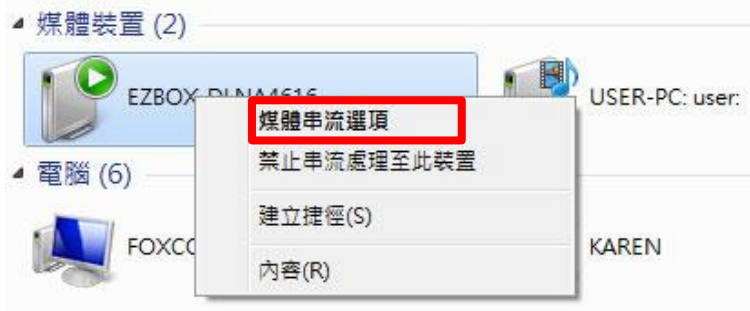 媒體裝置 (2)
EZBOX-DLNA4616
USER-PC: user:
媒體串流選項
禁止串流處理至此裝置
電腦 (6)
建立捷徑(S)
FOXCO
KAREN
內容(R)